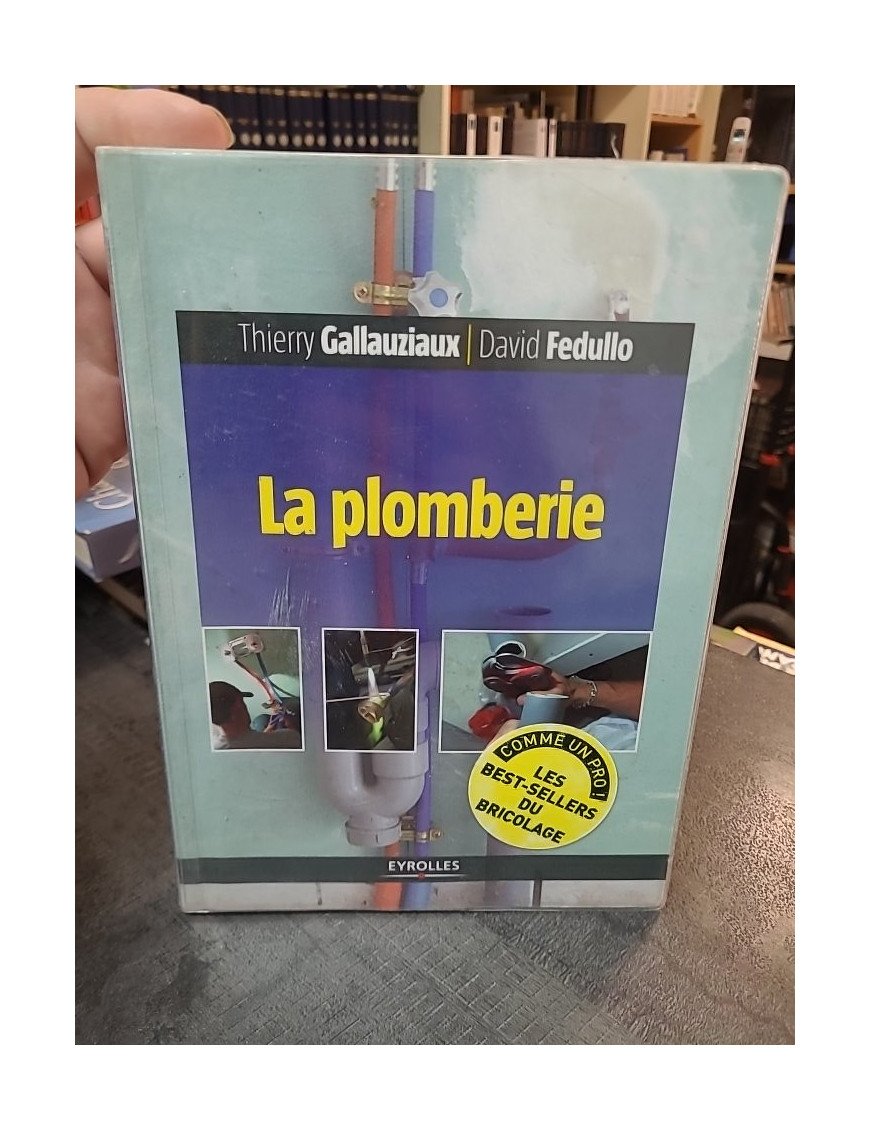 Thierry Gallauziaux | David Fedullo
La plomberie
COMME UN PRO !
LES
BEST-SELLERS
DU
BRICOLAGE
EYROLLES